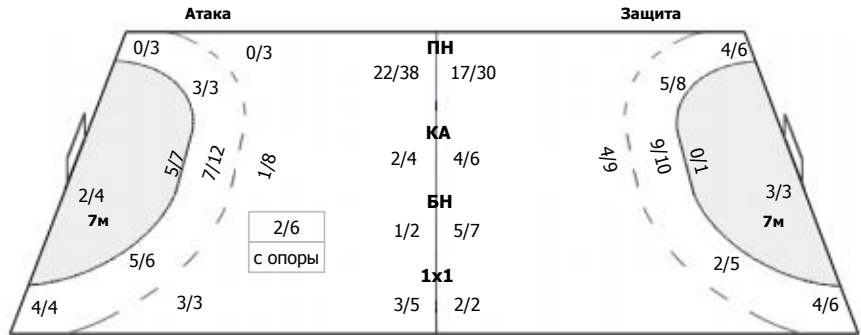 Атака Защита
0/3 0/3 ПН 4/6
22/38 17/30
3/3 5/8
КА
5/7 7/12 1/8 2/4 4/6 4/9 9/10 0/1
2/4 БН 3/3
7м 2/6 1/2 5/7 7м
5/6 с опоры 2/5
1x1
4/4 3/3 3/5 2/2 4/6